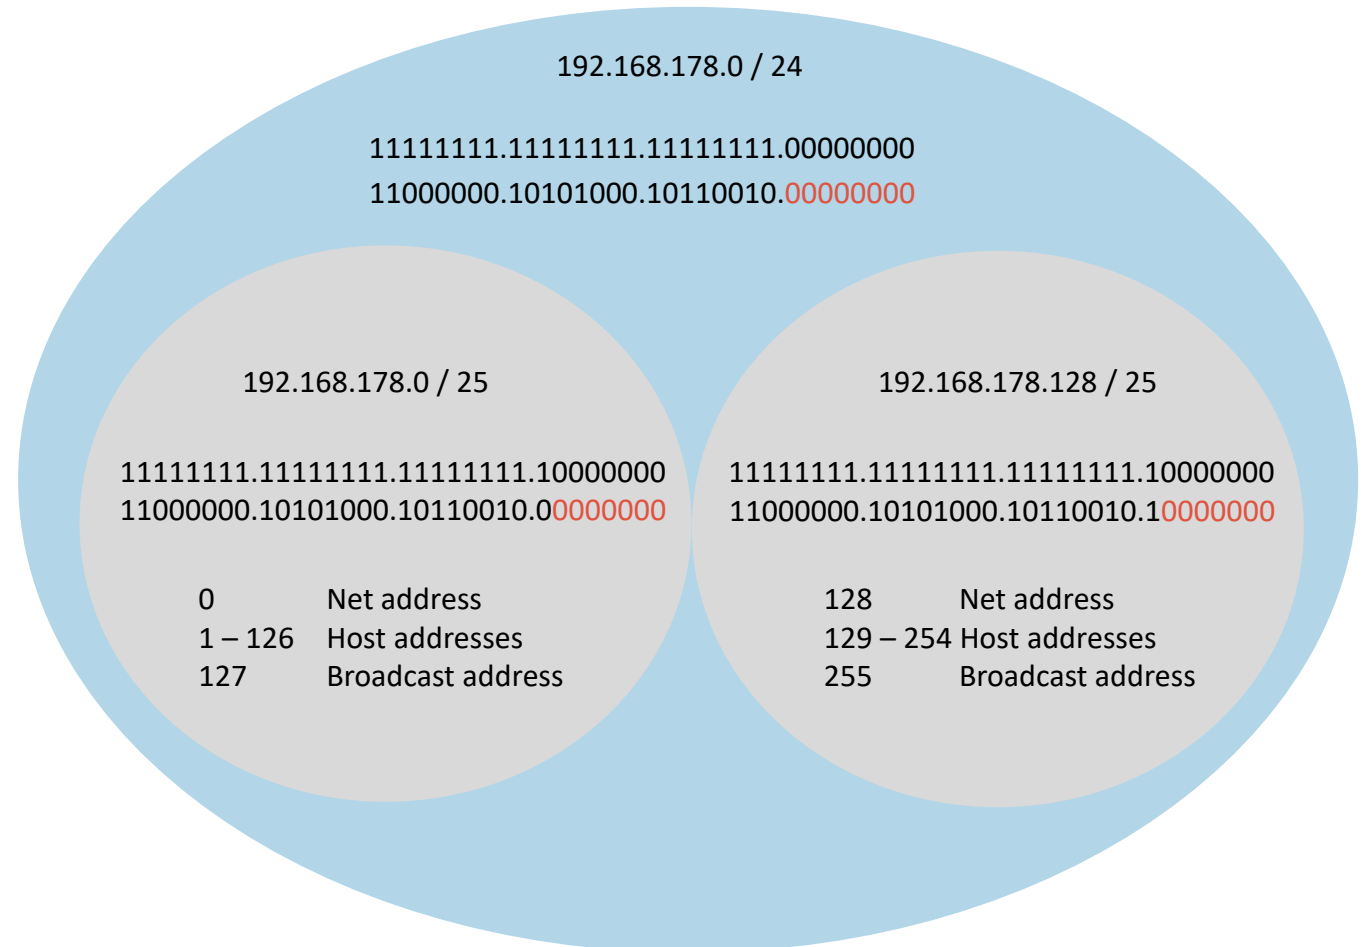 192.168.178.0 / 24
11111111.11111111.11111111.00000000
11000000.10101000.10110010.00000000
192.168.178.0 / 25
11111111.11111111.11111111.10000000
11000000.10101000.10110010.00000000
0 Net address
1 – 126 Host addresses
127 Broadcast address
192.168.178.128 / 25
11111111.11111111.11111111.10000000
11000000.10101000.10110010.10000000
128 Net address
129 – 254 Host addresses
255 Broadcast address